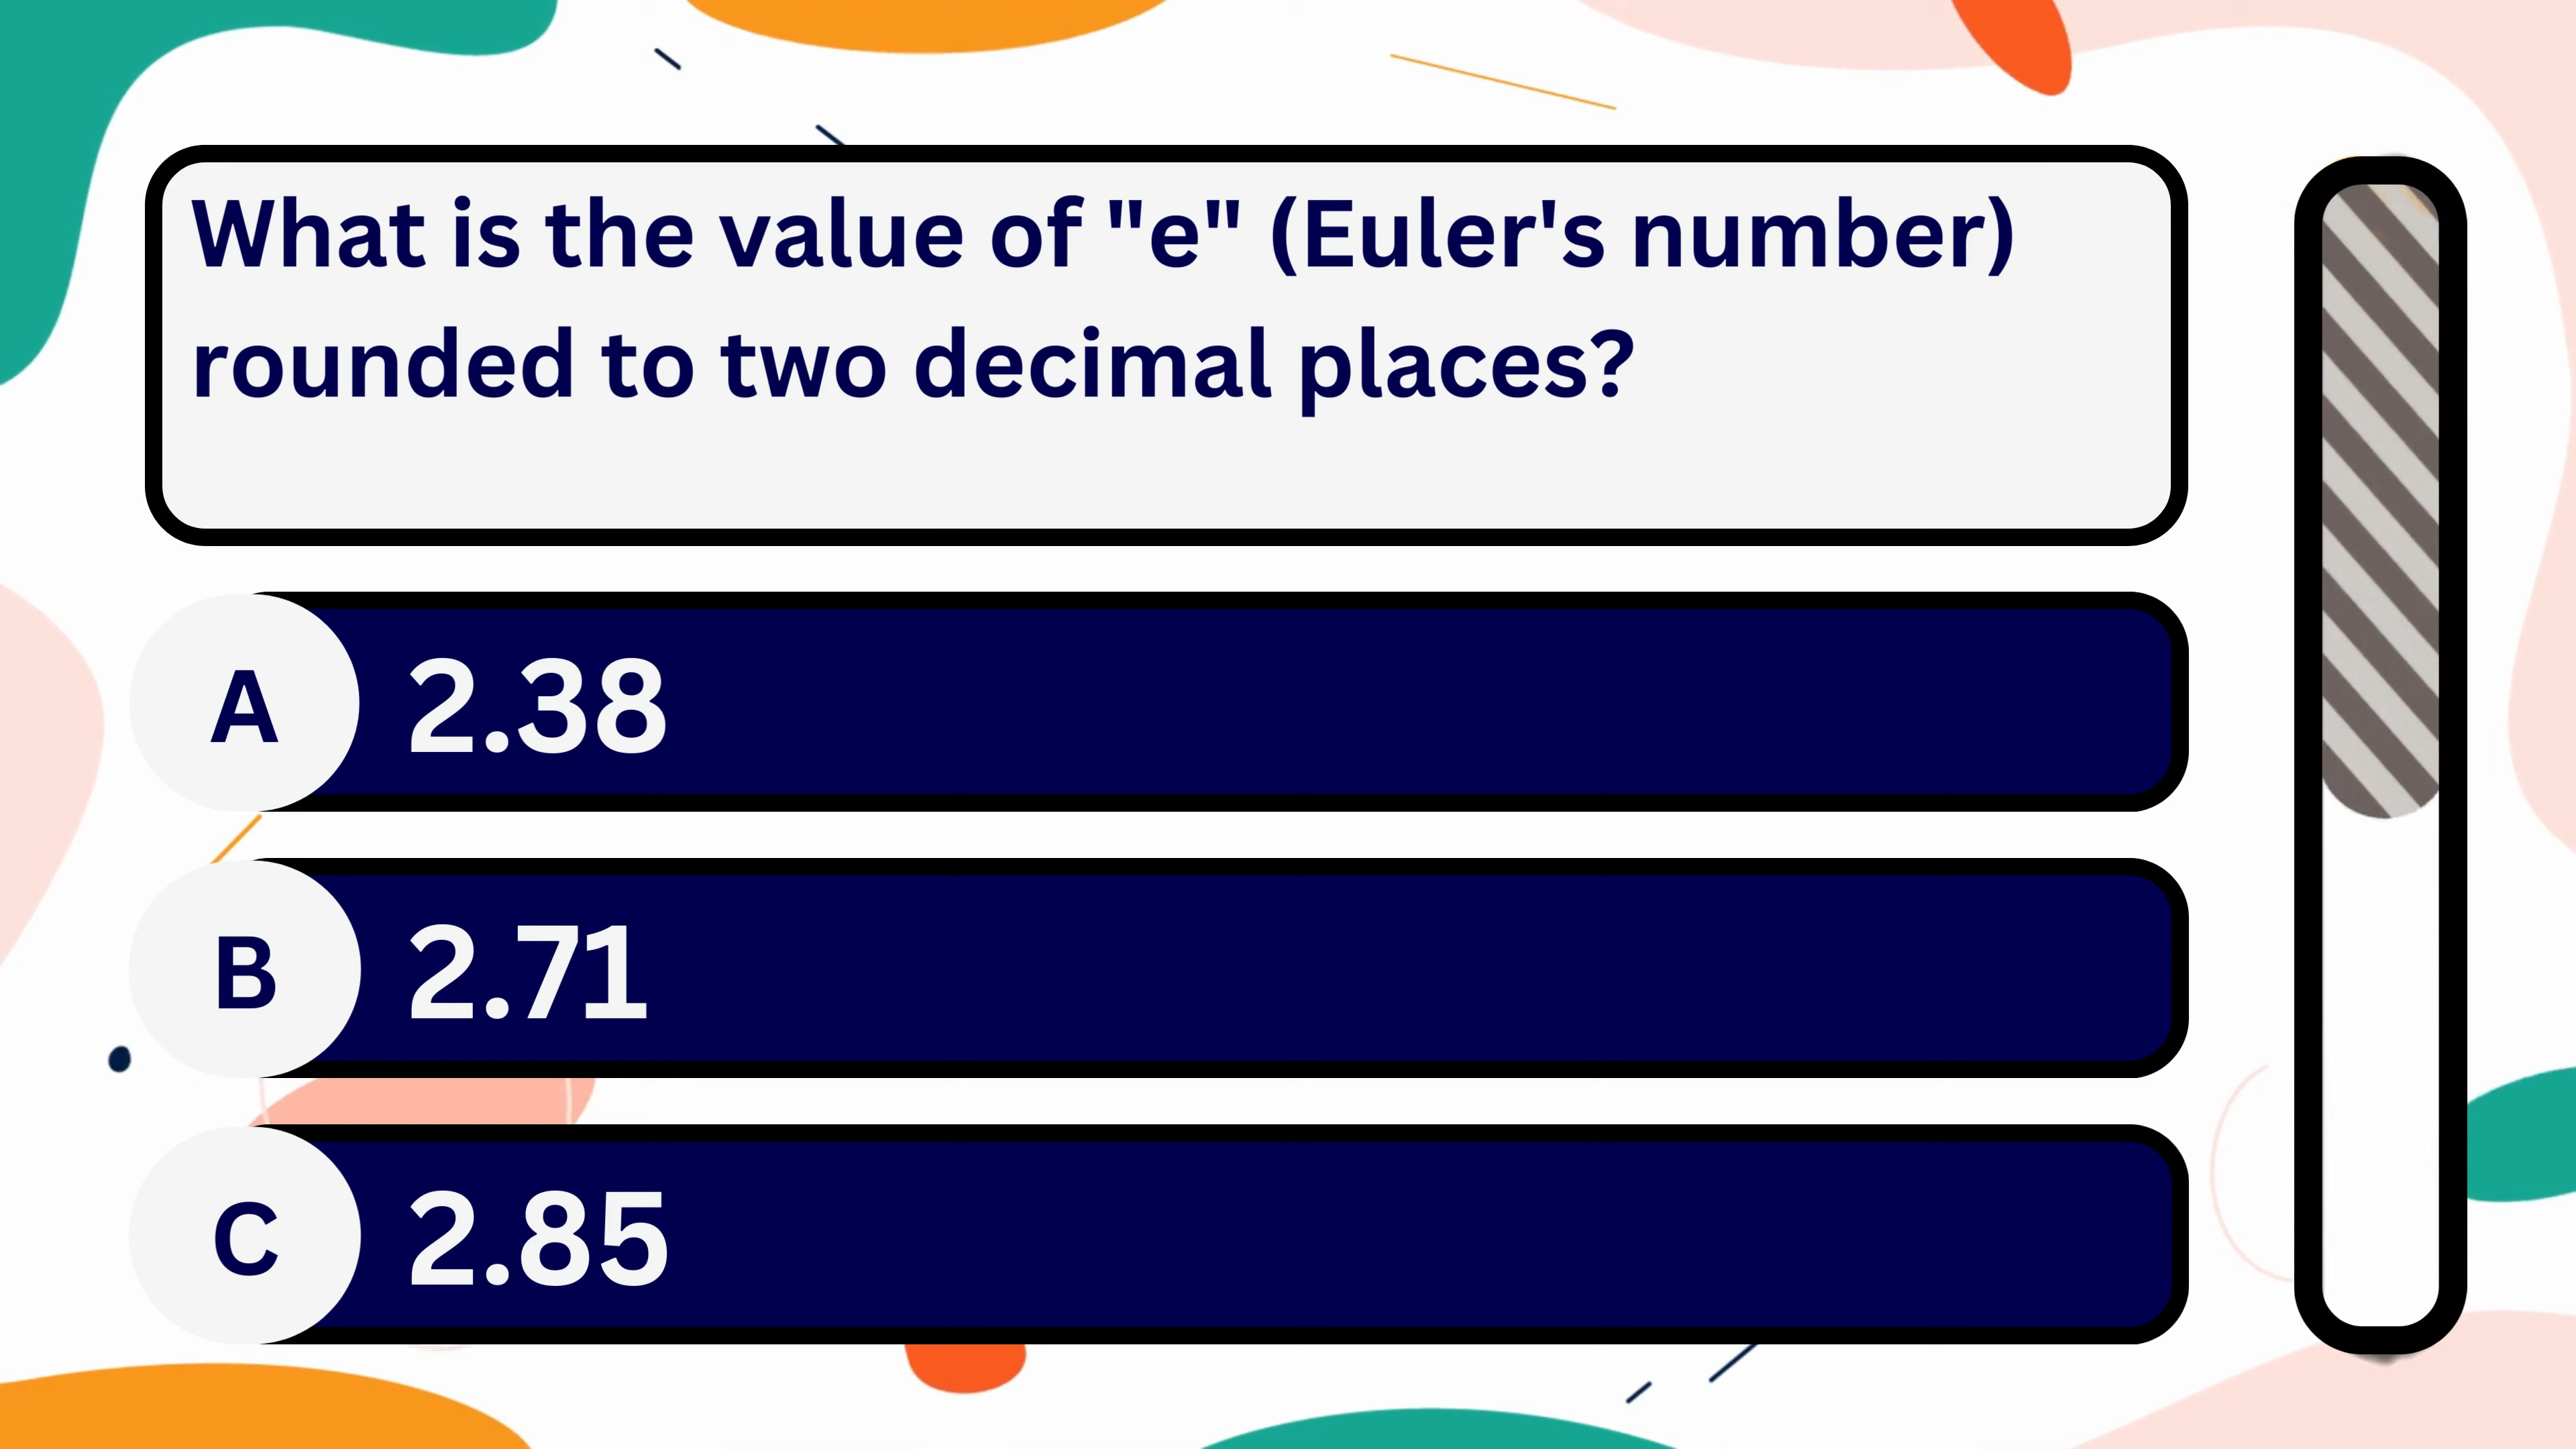 What is the value of "e" (Euler's number)
rounded to two decimal places?
A 2.38
B 2.71
C 2.85